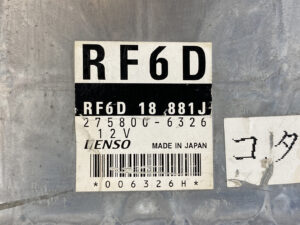 RF6D
RF6D 18 881J
275800-6326
12V
DENSO MADE IN JAPAN
*006326H*
コタ